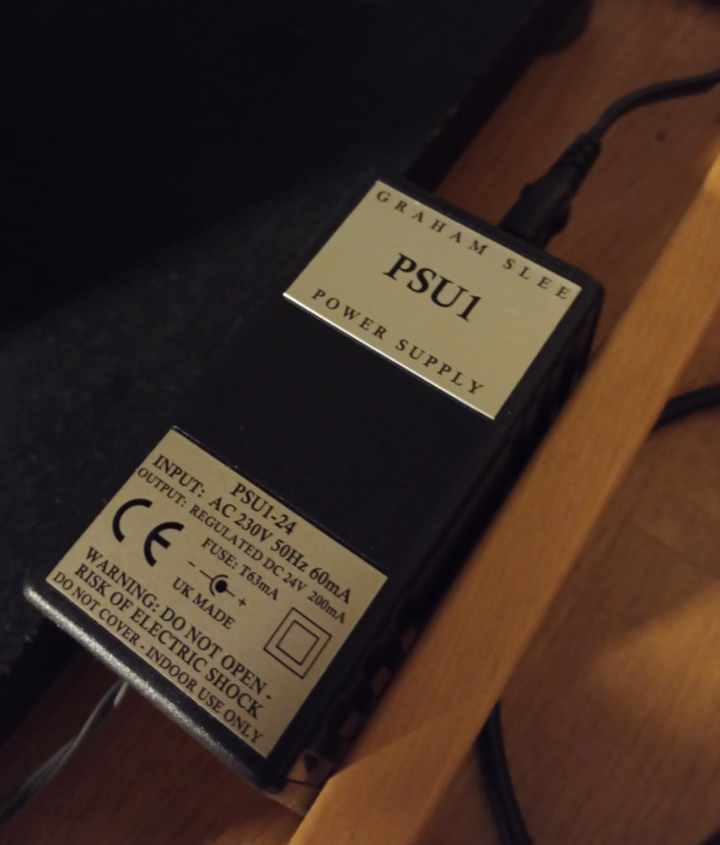 GRAHAM SLEE
PSU1
POWER SUPPLY
PSU1-24
INPUT: AC 230V 50Hz 60mA
OUTPUT: REGULATED DC 24V 200mA
FUSE: T63mA
CE
- +
UK MADE
WARNING: DO NOT OPEN -
RISK OF ELECTRIC SHOCK
DO NOT COVER - INDOOR USE ONLY